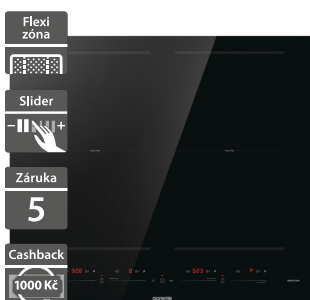 Flexi
zóna
Slider
Záruka
5
Cashback
1000 Kč
gorenje